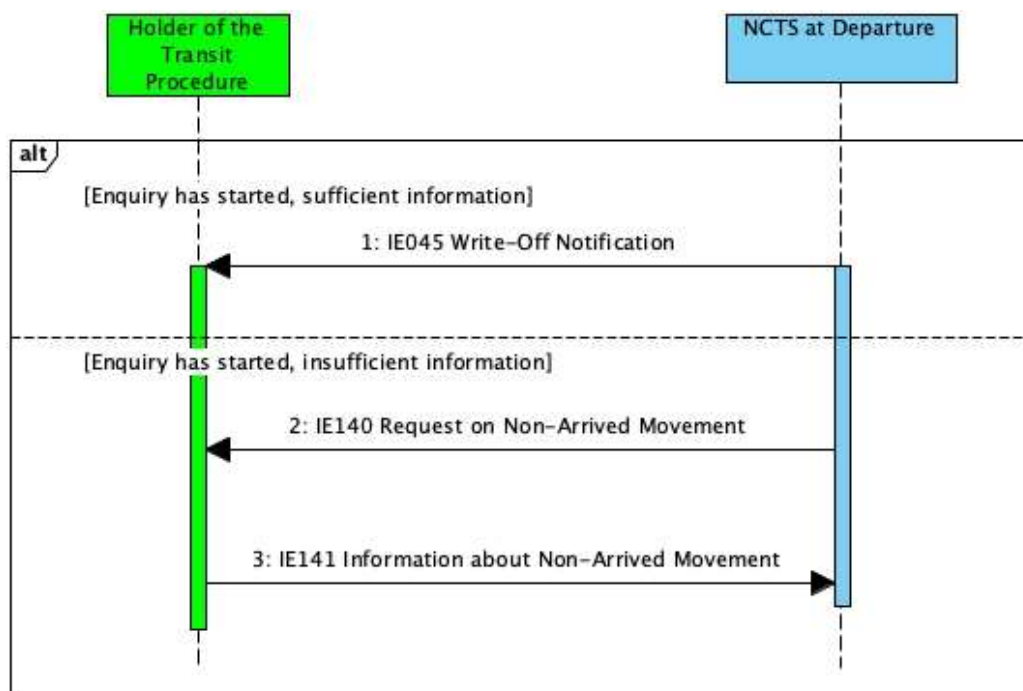 Holder of the
Transit
Procedure
NCTS at Departure
alt
[Enquiry has started, sufficient information]
1: IE045 Write-Off Notification
[Enquiry has started, insufficient information]
2: IE140 Request on Non-Arrived Movement
3: IE141 Information about Non-Arrived Movement